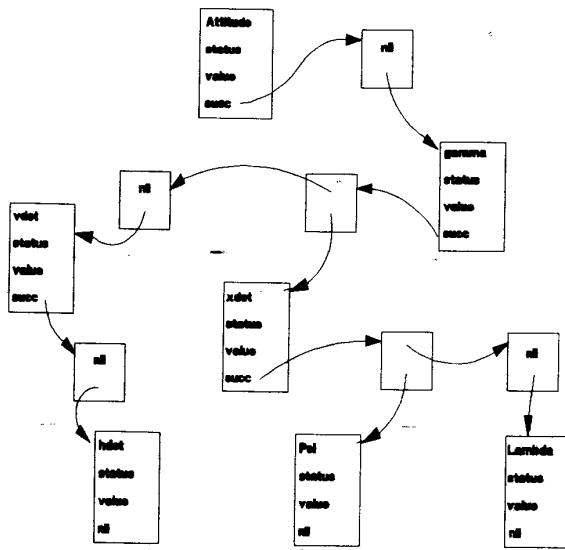 Attitude
status
value
succ
nil
gamma
status
value
succ
nil
vdot
status
value
succ
xdot
status
value
succ
nil
nil
hdot
status
value
nil
Psi
status
value
nil
Lambda
status
value
nil